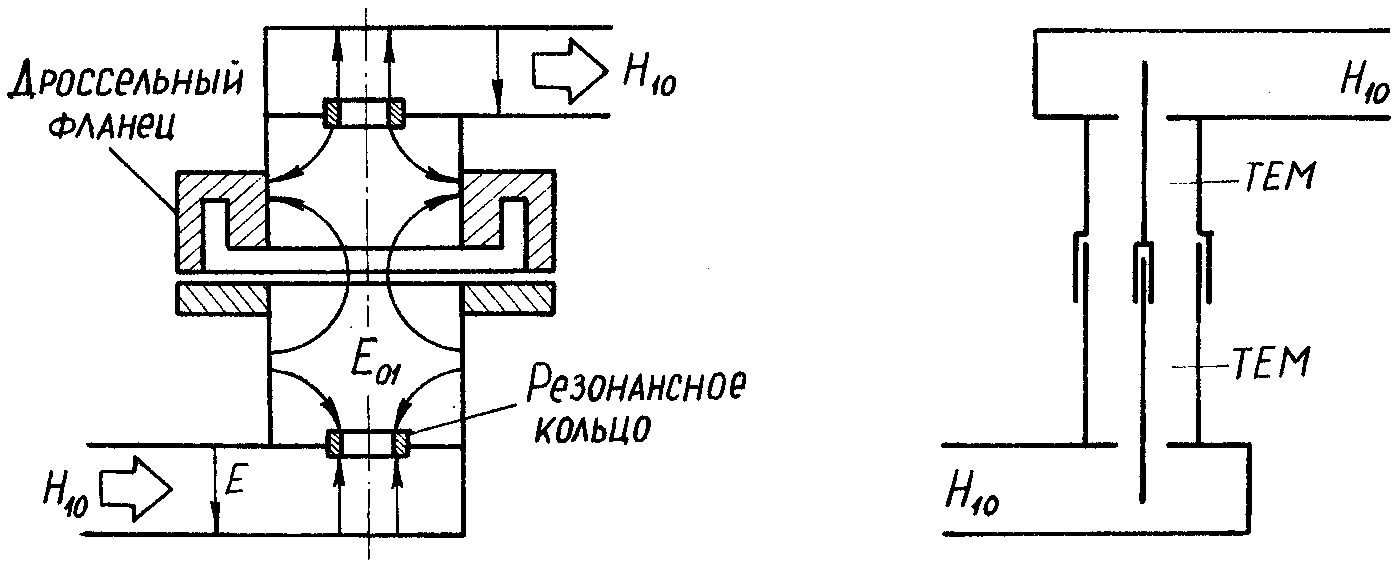 Дроссельный
фланец
H10
E01
Резонансное
кольцо
H10
E
H10
TEM
TEM
H10